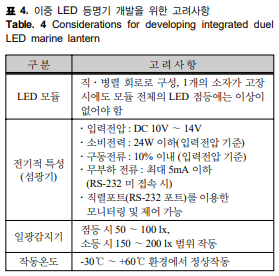 표 4. 이중 LED 등명기 개발을 위한 고려사항
Table. 4 Considerations for developing integrated duel
LED marine lantern
구 분
고 려 사 항
LED 모듈
직・병렬 회로로 구성, 1개의 소자가 고장
시에도 모듈 전체의 LED 점등에는 이상이
없어야 함
전기적 특성
(섬광기)
・입력전압 : DC 10V ~ 14V
・소비전력 : 24W 이하(입력전압 기준)
・구동전류 : 10% 이내 (입력전압 기준)
・무부하 전류 : 최대 5mA 이하
(RS-232 미 접속 시)
・직렬포트(RS-232 포트)를 이용한
모니터링 및 제어 가능
일광감지기
점등 시 50 ~ 100 lx,
소등 시 150 ~ 200 lx 범위 작동
작동온도
-30℃ ~ +60℃ 환경에서 정상작동